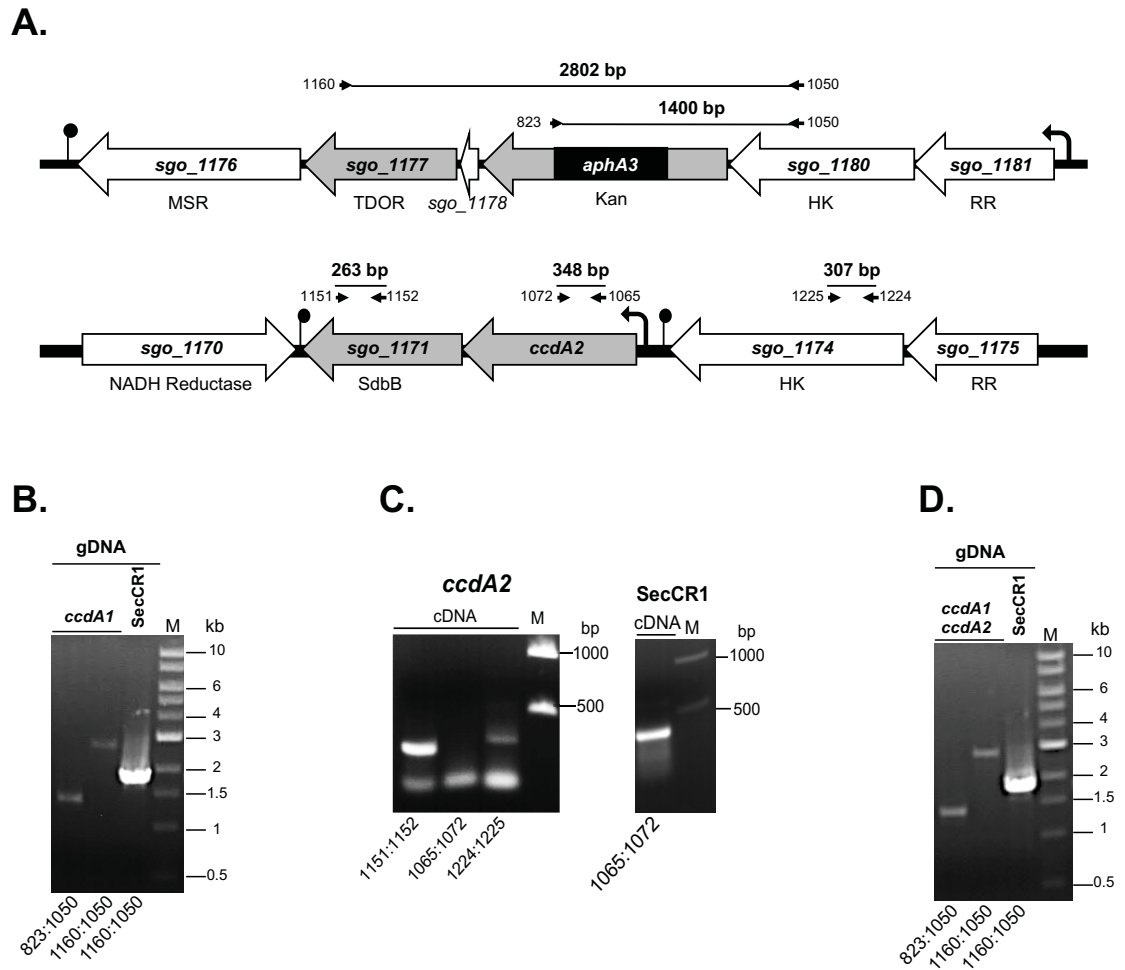 A.
2802 bp
1160 1050
1400 bp
823 1050
sgo_1176 sgo_1177 aphA3 sgo_1180 sgo_1181
MSR TDOR sgo_1178 Kan HK RR
263 bp 348 bp 307 bp
1151 1152 1072 1065 1225 1224
sgo_1170 sgo_1171 ccdA2 sgo_1174 sgo_1175
NADH Reductase SdbB HK RR
B.
gDNA
ccdA1 SecCR1 M kb
10
6
4
3
2
1.5
1
0.5
823:1050 1160:1050 1160:1050
C.
ccdA2
cDNA M bp
1000
500
1151:1152 1065:1072 1224:1225
SecCR1
cDNA M bp
1000
500
1065:1072
D.
gDNA
ccdA1
ccdA2 SecCR1 M kb
10
6
4
3
2
1.5
1
0.5
823:1050 1160:1050 1160:1050